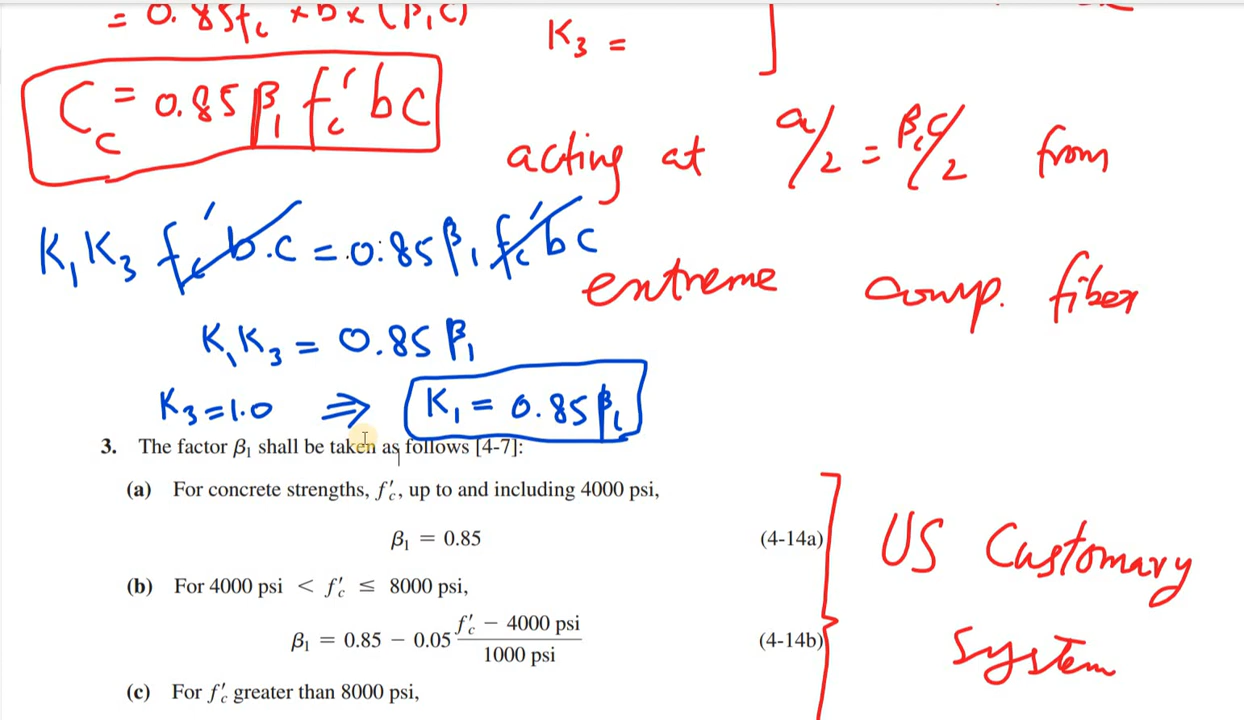 = 0.85fc × b × (β₁c)
K₃ = ]
Cc = 0.85 β₁ fc′ bc
acting at a/2 = β₁c/2 from
extreme comp. fiber
K₁K₃ fc′ b.c = 0.85 β₁ fc′ bc
K₁K₃ = 0.85 β₁
K₃ = 1.0 ⇒ K₁ = 0.85 β₁
3. The factor β₁ shall be taken as follows [4-7]:
(a) For concrete strengths, f′c, up to and including 4000 psi,
β₁ = 0.85 (4-14a)
(b) For 4000 psi < f′c ≤ 8000 psi,
β₁ = 0.85 − 0.05 (f′c − 4000 psi)/(1000 psi) (4-14b)
(c) For f′c greater than 8000 psi,
US Customary
System